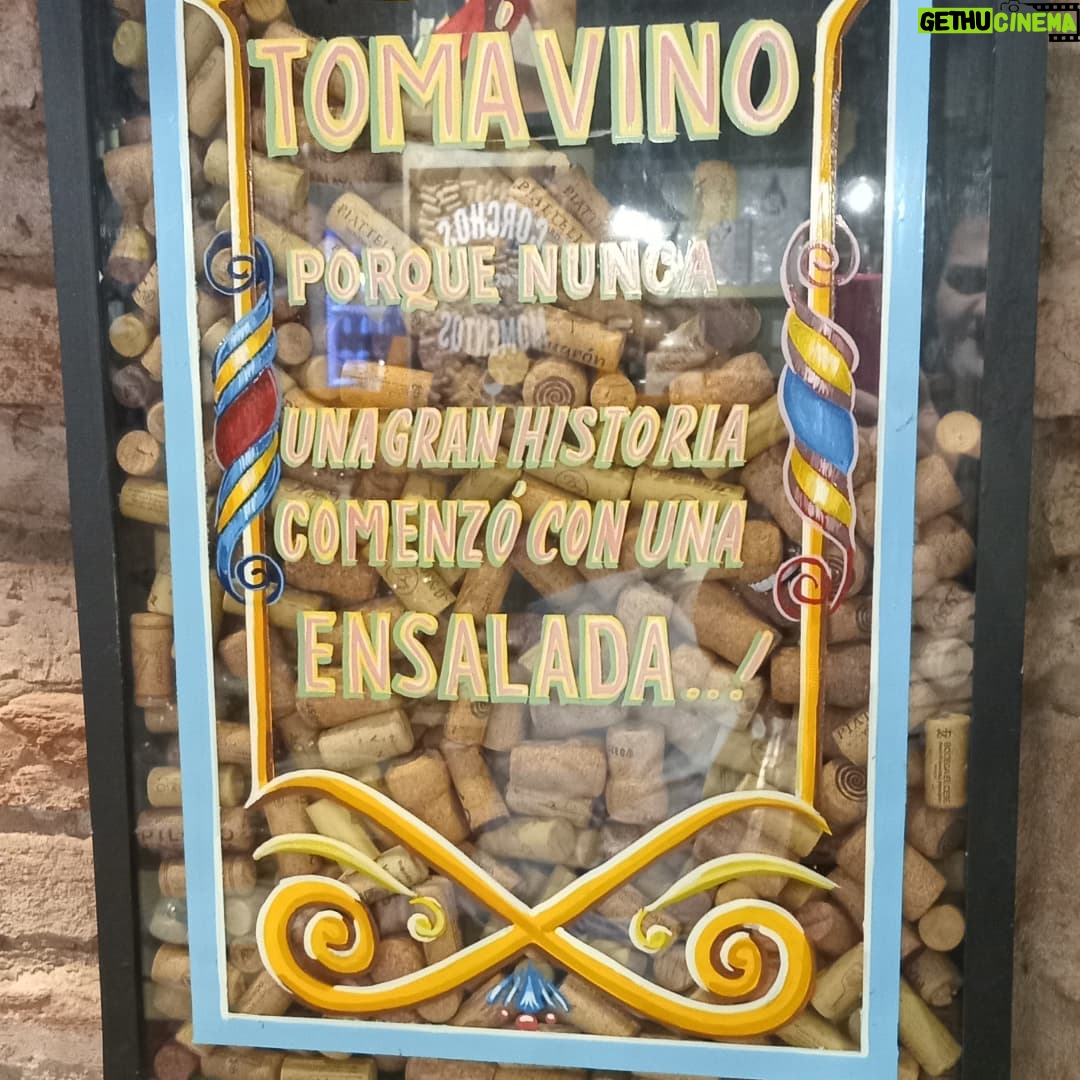 GETHUCINEMA
TOMÁ VINO
PORQUE NUNCA
UNA GRAN HISTORIA
COMENZÓ CON UNA
ENSALADA...!